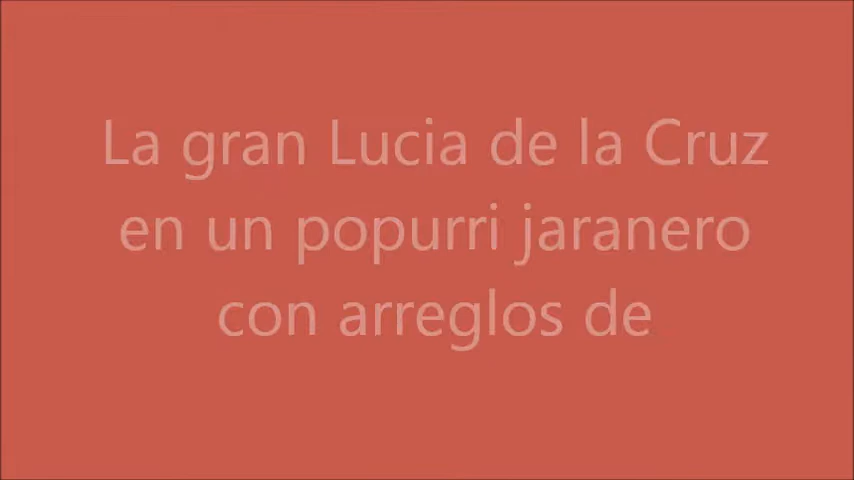 La gran Lucia de la Cruz
en un popurri jaranero
con arreglos de